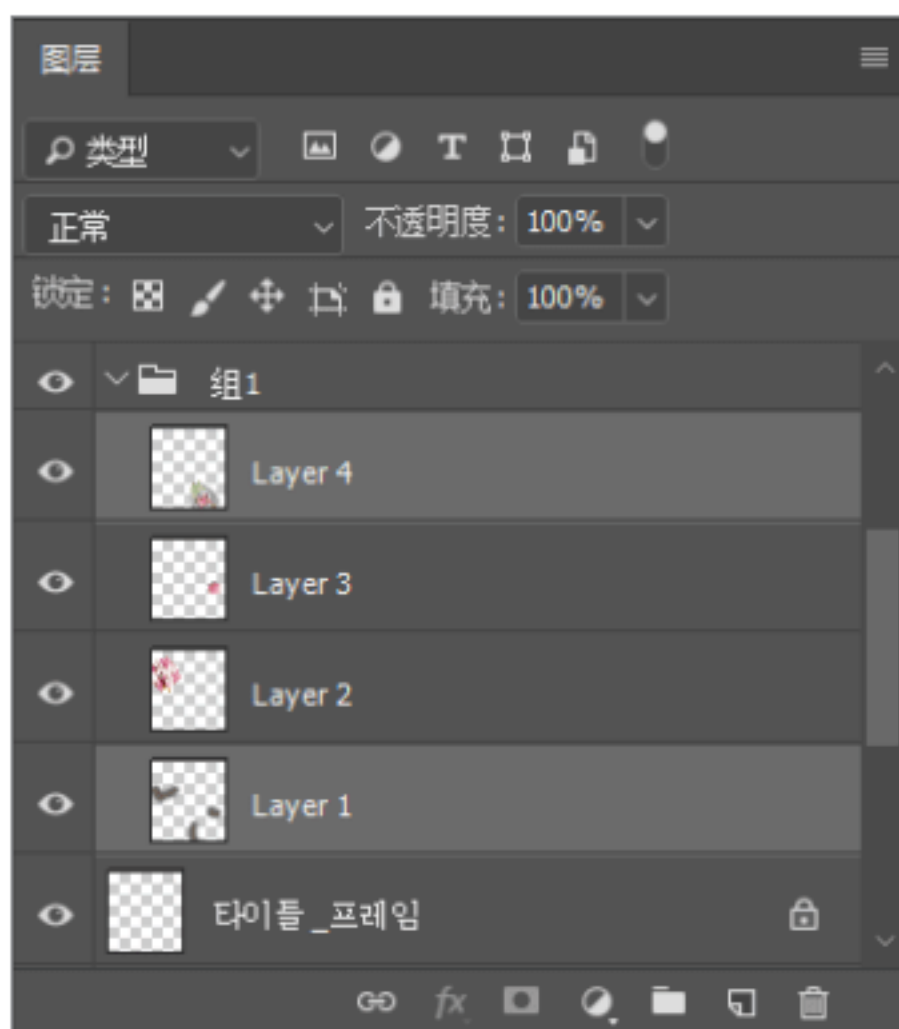 图层
类型
正常 不透明度: 100%
锁定: 填充: 100%
组1
Layer 4
Layer 3
Layer 2
Layer 1
타이틀_프레임
fx